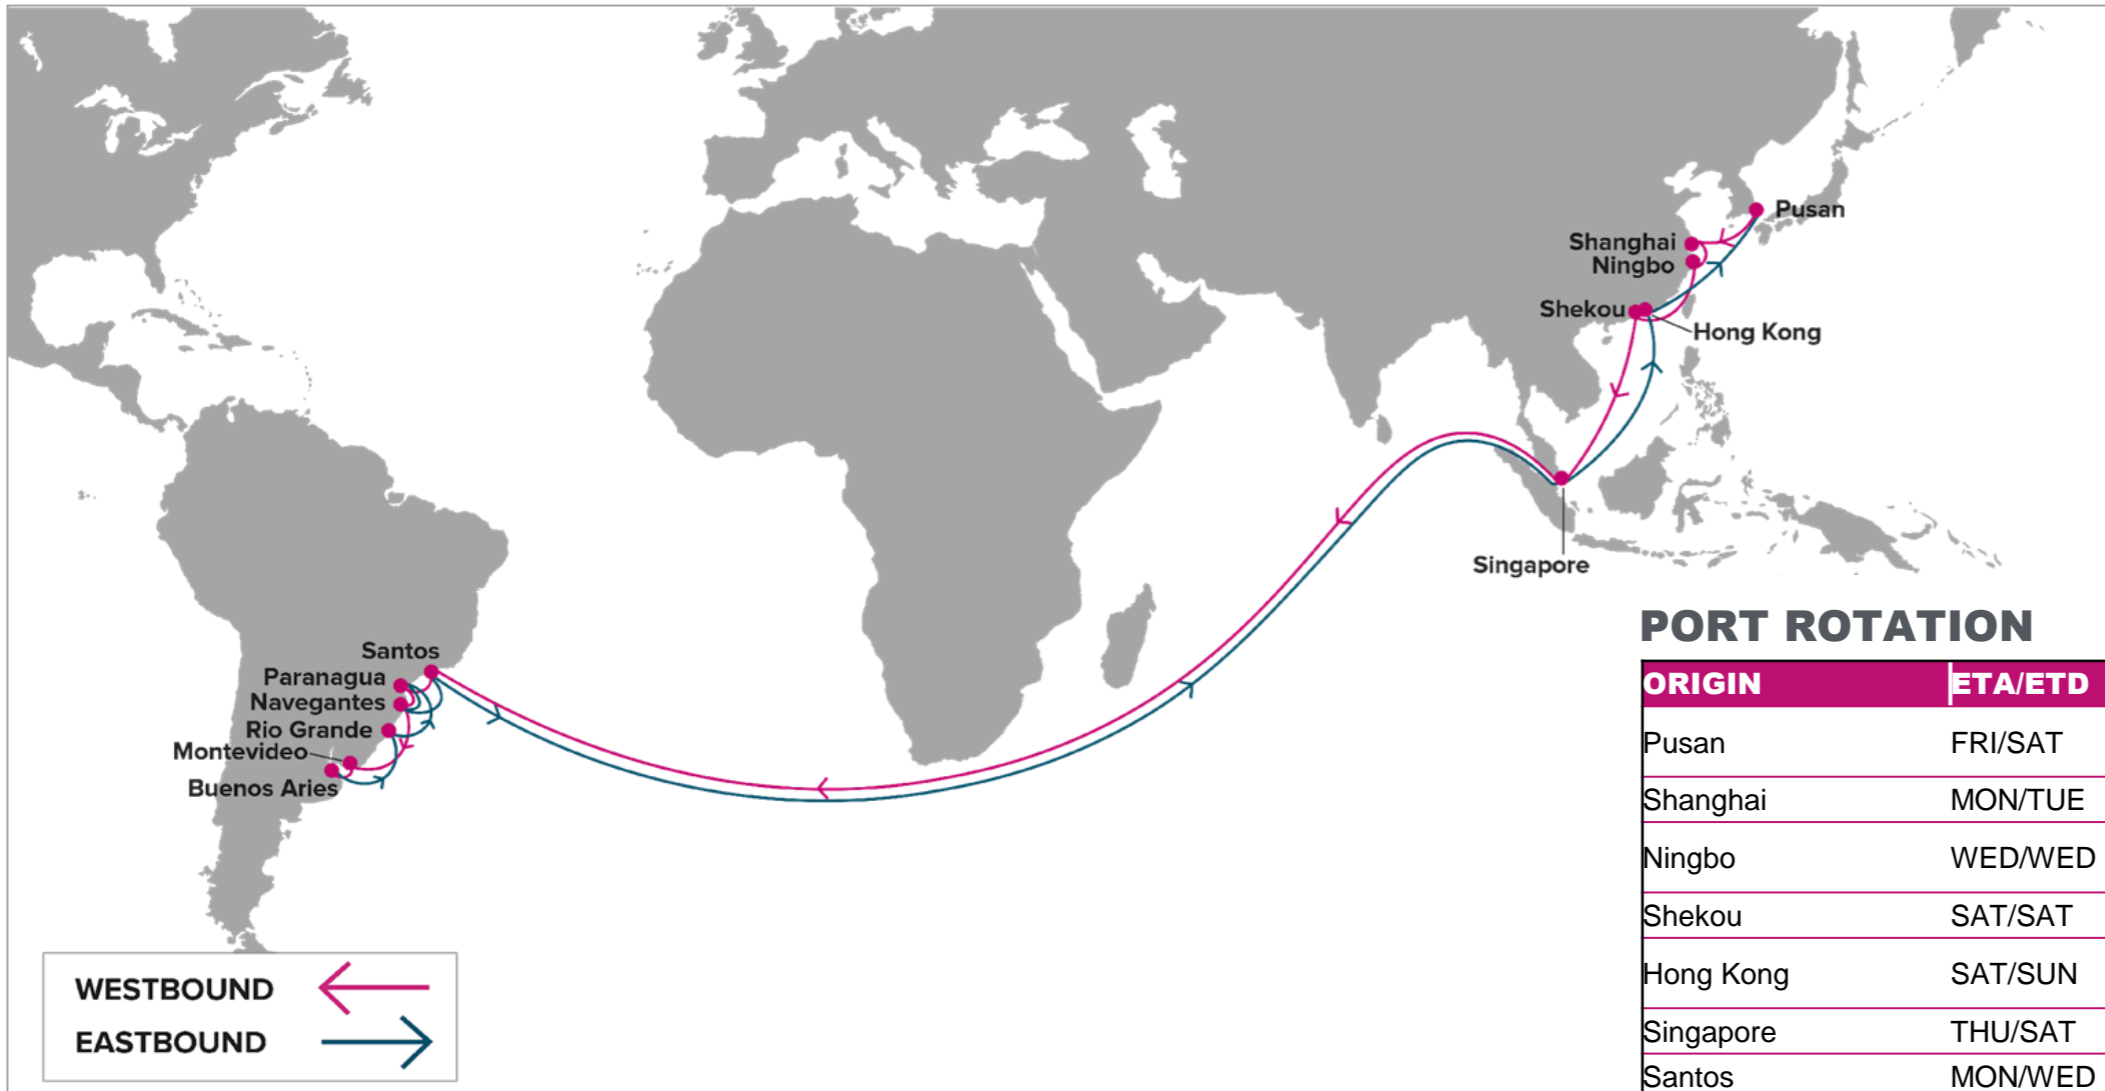 Pusan
Shanghai
Ningbo
Shekou
Hong Kong
Singapore
Santos
Paranagua
Navegantes
Rio Grande
Montevideo
Buenos Aries
WESTBOUND
EASTBOUND
PORT ROTATION
ORIGIN ETA/ETD
Pusan FRI/SAT
Shanghai MON/TUE
Ningbo WED/WED
Shekou SAT/SAT
Hong Kong SAT/SUN
Singapore THU/SAT
Santos MON/WED